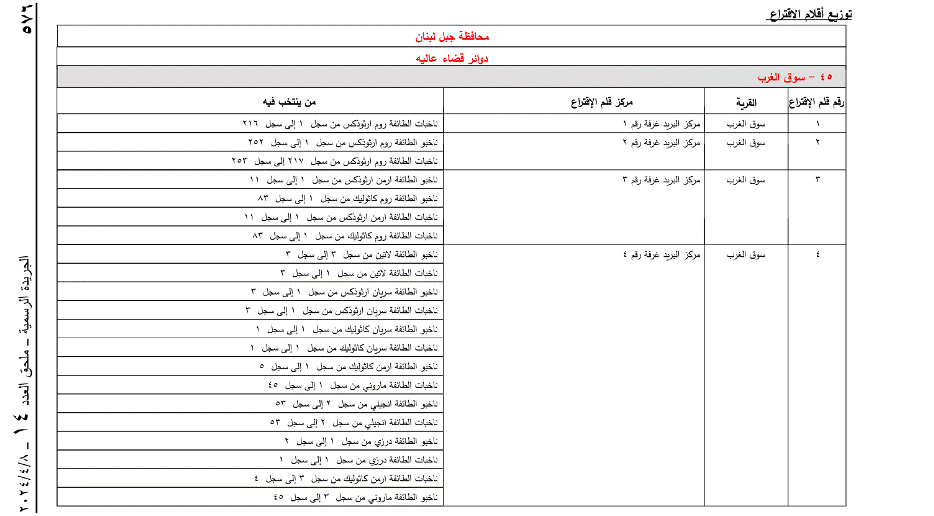 توزيع أقلام الاقتراع
محافظة جبل لبنان
دوائر قضاء عاليه
٤٥ - سوق الغرب
رقم قلم الإقتراع القرية مركز قلم الإقتراع من ينتخب فيه
١ سوق الغرب مركز البريد غرفة رقم ١ ناخبات الطائفة روم ارثوذكس من سجل ١ إلى سجل ٢١٦
٢ سوق الغرب مركز البريد غرفة رقم ٢ ناخبو الطائفة روم ارثوذكس من سجل ١ إلى سجل ٢٥٢
ناخبات الطائفة روم ارثوذكس من سجل ٢١٧ إلى سجل ٢٥٣
٣ سوق الغرب مركز البريد غرفة رقم ٣ ناخبو الطائفة ارمن ارثوذكس من سجل ١ إلى سجل ١١
ناخبو الطائفة روم كاثوليك من سجل ١ إلى سجل ٨٣
ناخبات الطائفة ارمن ارثوذكس من سجل ١ إلى سجل ١١
ناخبات الطائفة روم كاثوليك من سجل ١ إلى سجل ٨٣
٤ سوق الغرب مركز البريد غرفة رقم ٤ ناخبو الطائفة لاتين من سجل ٣ إلى سجل ٣
ناخبات الطائفة لاتين من سجل ١ إلى سجل ٣
ناخبو الطائفة سريان ارثوذكس من سجل ١ إلى سجل ٣
ناخبات الطائفة سريان ارثوذكس من سجل ١ إلى سجل ٣
ناخبو الطائفة سريان كاثوليك من سجل ١ إلى سجل ١
ناخبات الطائفة سريان كاثوليك من سجل ١ إلى سجل ١
ناخبو الطائفة ارمن كاثوليك من سجل ١ إلى سجل ٥
ناخبات الطائفة ماروني من سجل ١ إلى سجل ٤٥
ناخبو الطائفة انجيلي من سجل ٢ إلى سجل ٥٣
ناخبات الطائفة انجيلي من سجل ٢ إلى سجل ٥٣
ناخبو الطائفة درزي من سجل ١ إلى سجل ٢
ناخبات الطائفة درزي من سجل ١ إلى سجل ١
ناخبات الطائفة ارمن كاثوليك من سجل ٣ إلى سجل ٤
ناخبو الطائفة ماروني من سجل ٣ إلى سجل ٤٥
٥٧٦
الجريدة الرسمية – ملحق العدد ١٤ – ٢٠٢٤/٤/٨